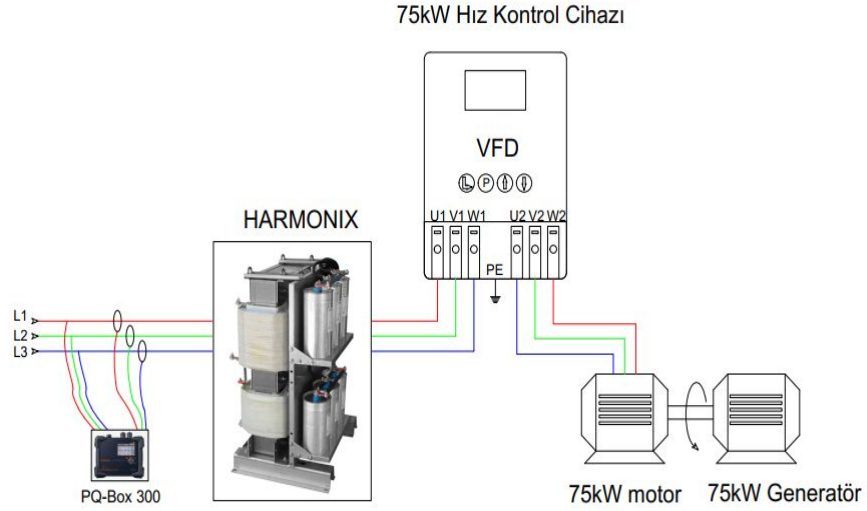 75kW Hız Kontrol Cihazı
VFD
P
HARMONIX
U1 V1 W1 U2 V2 W2
PE
L1
L2
L3
PQ-Box 300
75kW motor 75kW Generatör